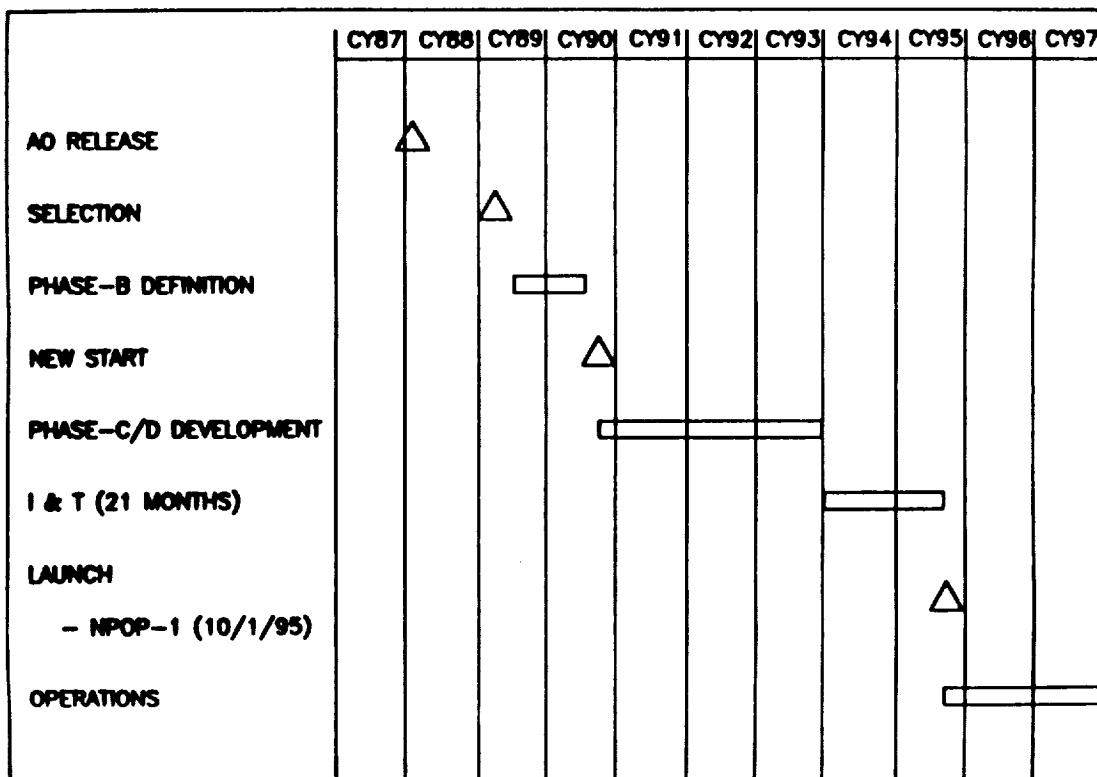 CY87 CY88 CY89 CY90 CY91 CY92 CY93 CY94 CY95 CY96 CY97
AO RELEASE
SELECTION
PHASE-B DEFINITION
NEW START
PHASE-C/D DEVELOPMENT
I & T (21 MONTHS)
LAUNCH
- NPOP-1 (10/1/95)
OPERATIONS